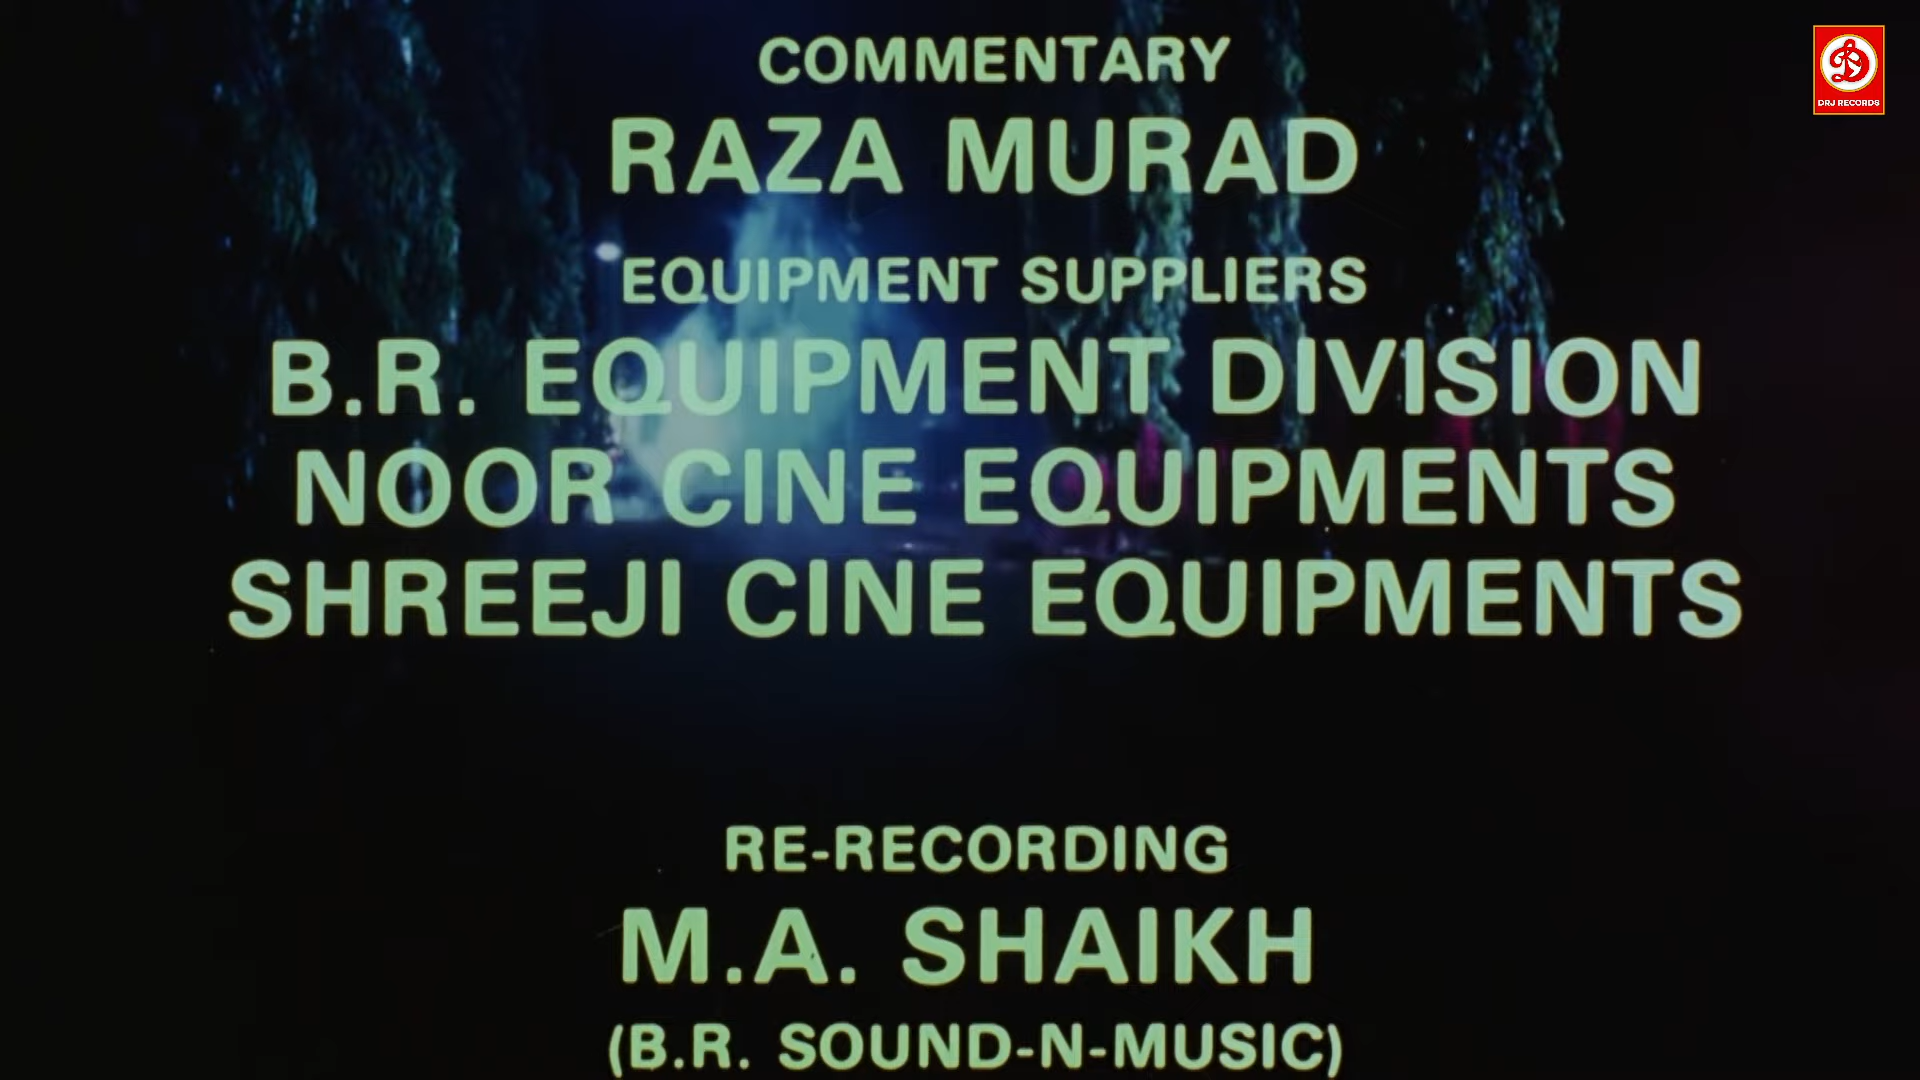 COMMENTARY
RAZA MURAD
EQUIPMENT SUPPLIERS
B.R. EQUIPMENT DIVISION
NOOR CINE EQUIPMENTS
SHREEJI CINE EQUIPMENTS
RE-RECORDING
M.A. SHAIKH
(B.R. SOUND-N-MUSIC)
DRJ RECORDS